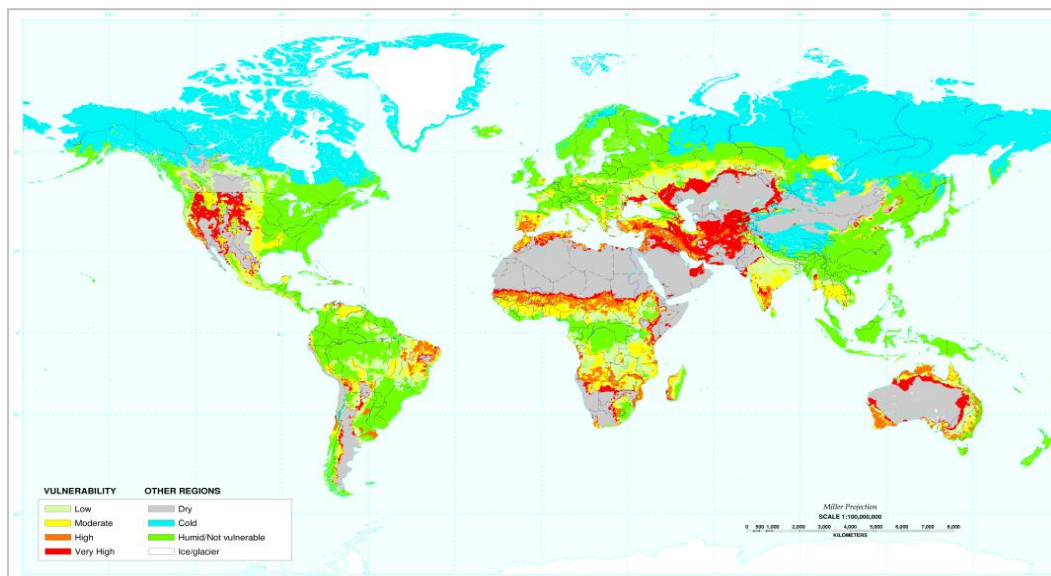 VULNERABILITY OTHER REGIONS
Low Dry
Moderate Cold
High Humid/Not vulnerable
Very High Ice/glacier
Miller Projection
SCALE 1:100,000,000
0 500 1,000 2,000 3,000 4,000 5,000 6,000 7,000 8,000
KILOMETERS